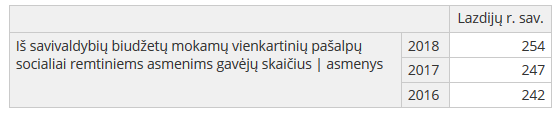 Lazdijų r. sav.
Iš savivaldybių biudžetų mokamų vienkartinių pašalpų 2018 254
socialiai remtiniems asmenims gavėjų skaičius | asmenys 2017 247
2016 242